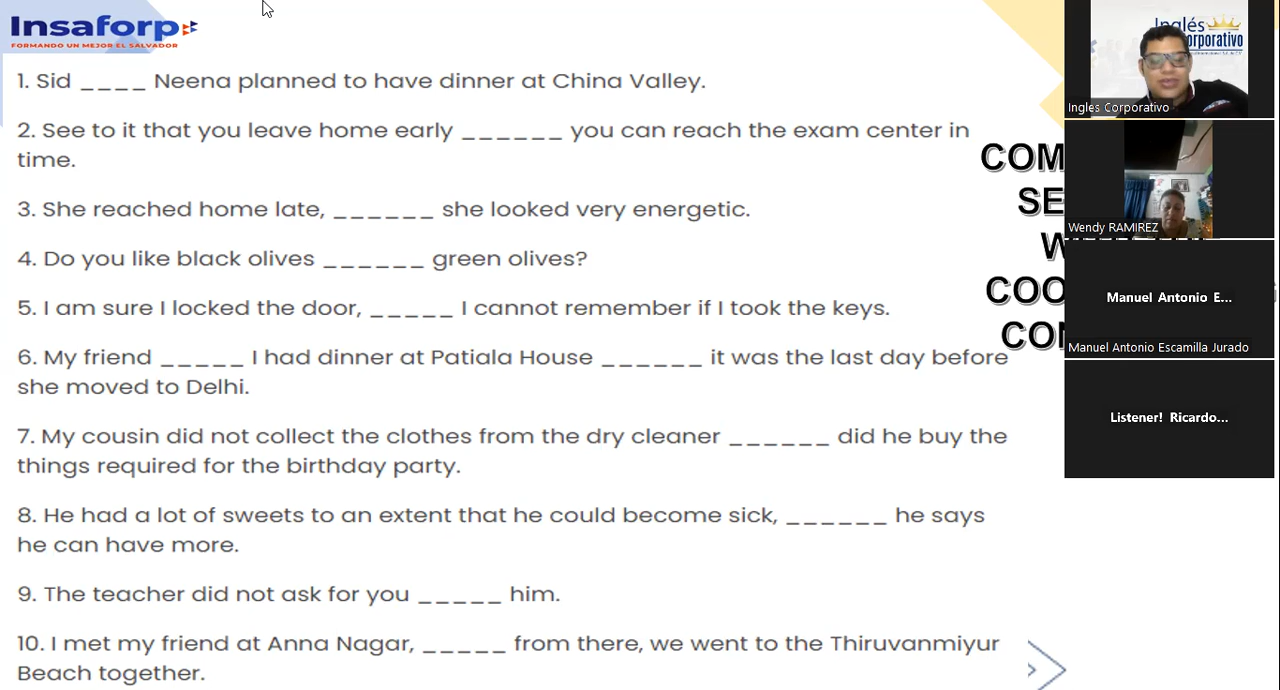 Insaforp
FORMANDO UN MEJOR EL SALVADOR
1. Sid ____ Neena planned to have dinner at China Valley.
2. See to it that you leave home early ______ you can reach the exam center in
time.
3. She reached home late, ______ she looked very energetic.
4. Do you like black olives ______ green olives?
5. I am sure I locked the door, _____ I cannot remember if I took the keys.
6. My friend _____ I had dinner at Patiala House ______ it was the last day before
she moved to Delhi.
7. My cousin did not collect the clothes from the dry cleaner ______ did he buy the
things required for the birthday party.
8. He had a lot of sweets to an extent that he could become sick, ______ he says
he can have more.
9. The teacher did not ask for you _____ him.
10. I met my friend at Anna Nagar, _____ from there, we went to the Thiruvanmiyur
Beach together.
COM
SE
W
COO
CON
Inglés
orporativo
Ingles Corporativo
Wendy RAMIREZ
Manuel Antonio E...
Manuel Antonio Escamilla Jurado
Listener! Ricardo...